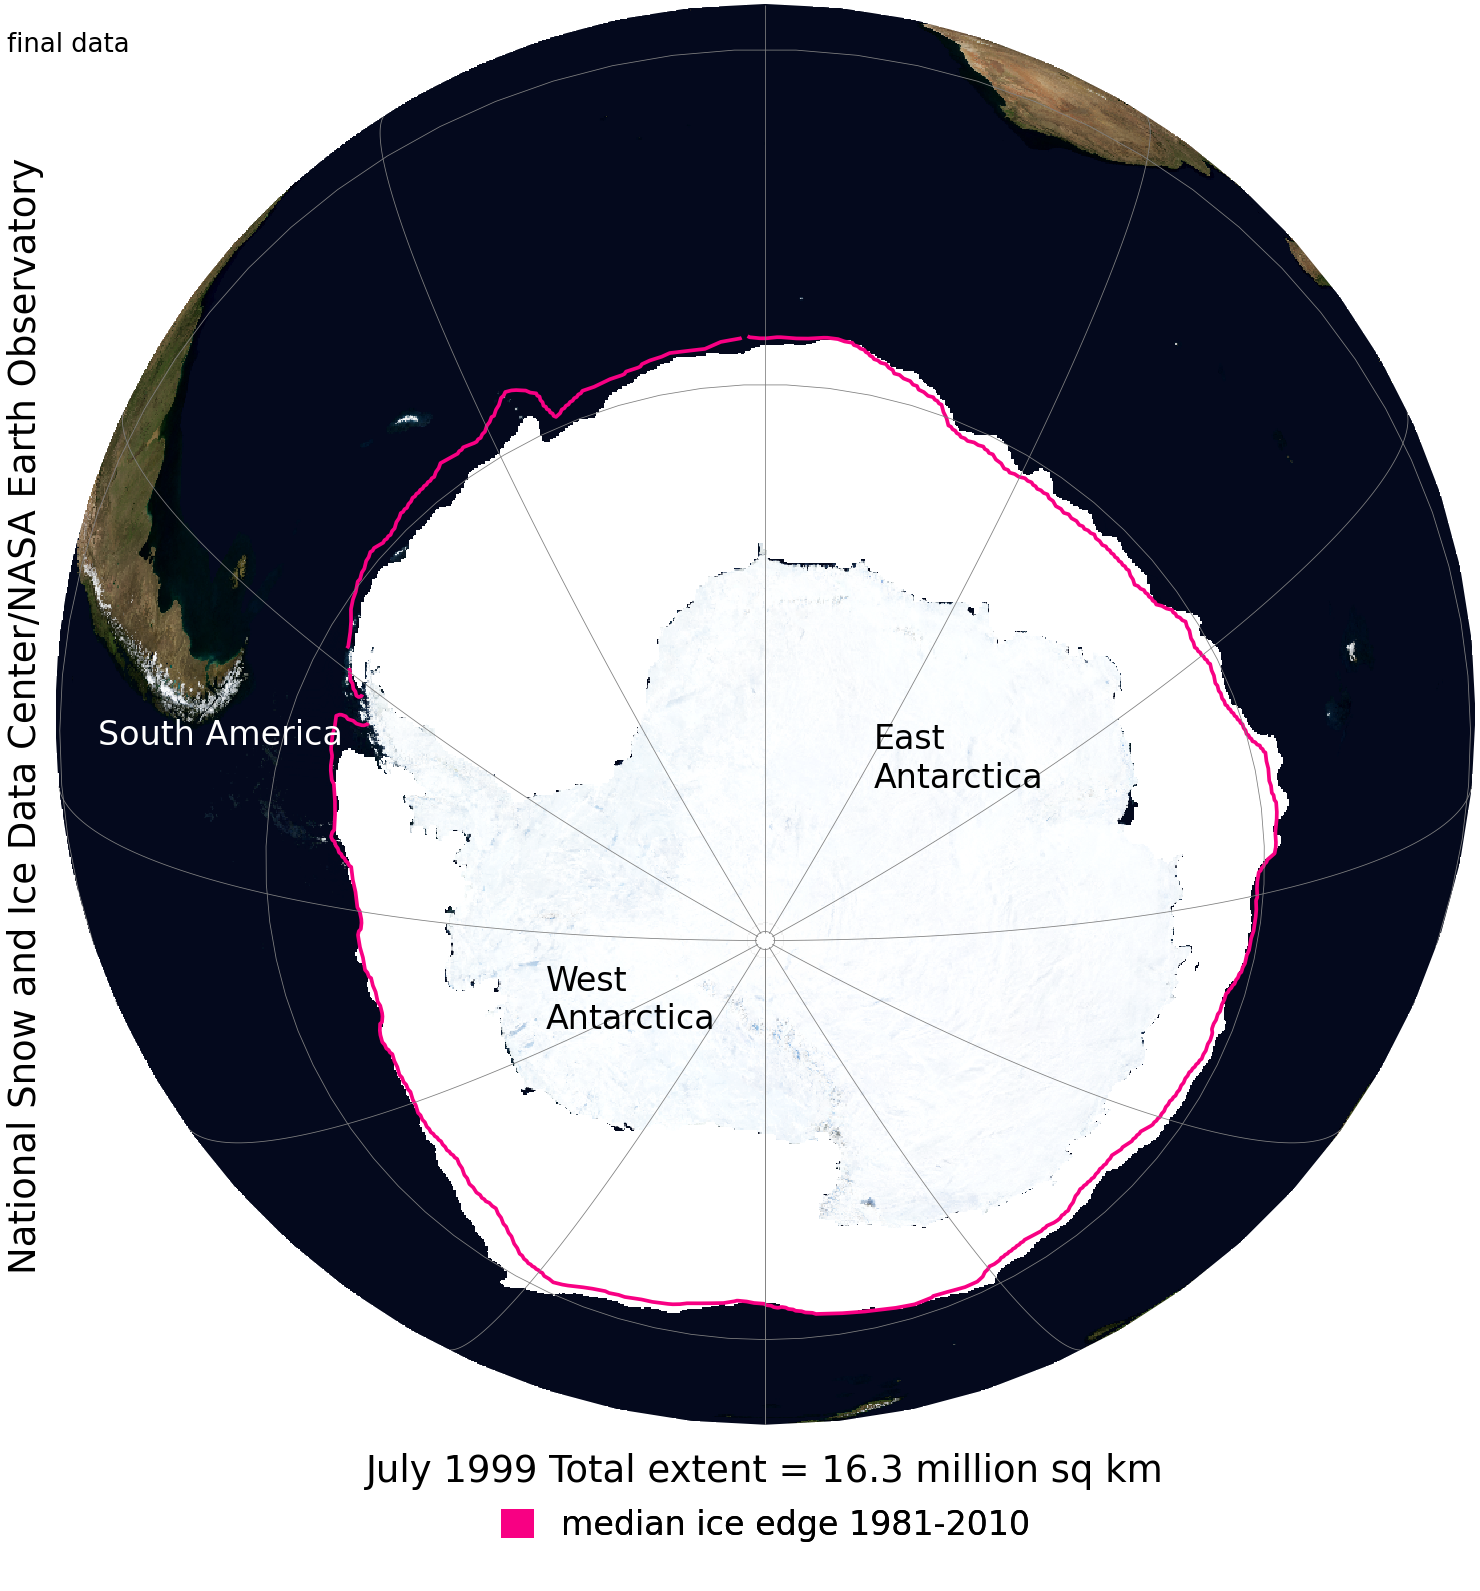 final data
National Snow and Ice Data Center/NASA Earth Observatory
South America
East
Antarctica
West
Antarctica
July 1999 Total extent = 16.3 million sq km
median ice edge 1981-2010